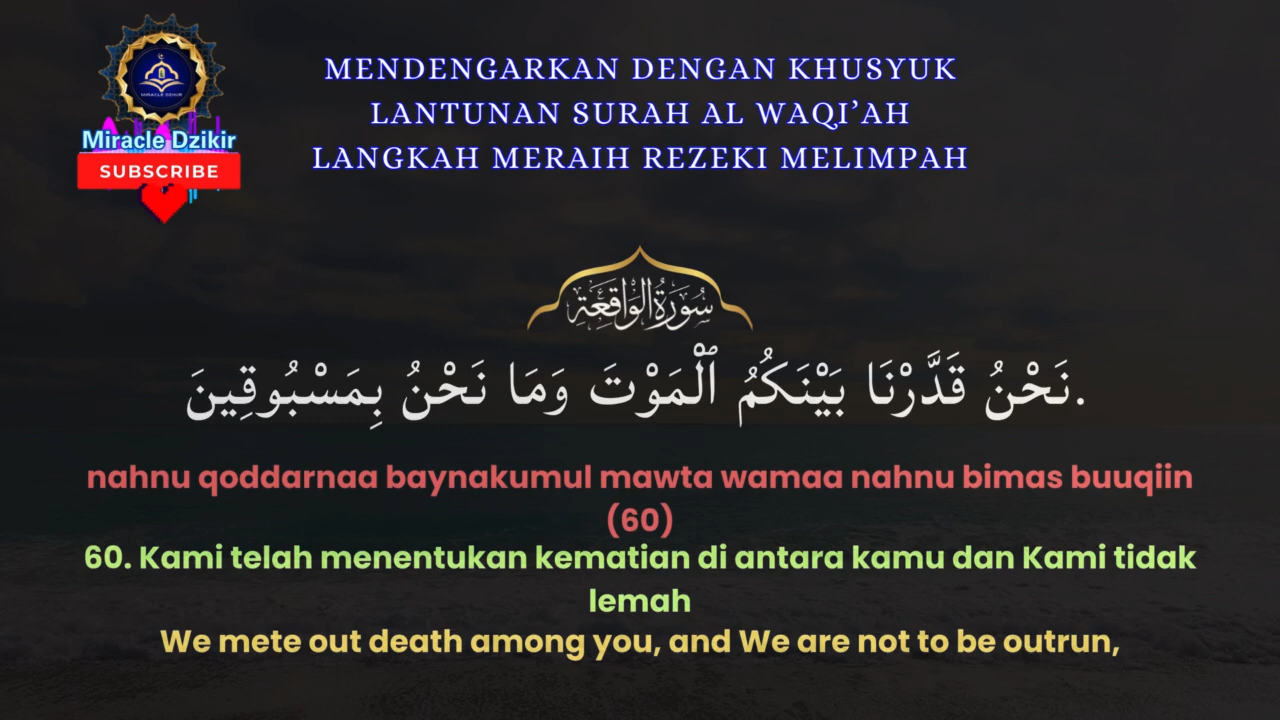 MIRACLE DZIKIR
Miracle Dzikir
SUBSCRIBE
MENDENGARKAN DENGAN KHUSYUK
LANTUNAN SURAH AL WAQI’AH
LANGKAH MERAIH REZEKI MELIMPAH
سُورَةُ الوَاقِعَةِ
نَحْنُ قَدَّرْنَا بَيْنَكُمُ ٱلْمَوْتَ وَمَا نَحْنُ بِمَسْبُوقِينَ.
nahnu qoddarnaa baynakumul mawta wamaa nahnu bimas buuqiin
(60)
60. Kami telah menentukan kematian di antara kamu dan Kami tidak
lemah
We mete out death among you, and We are not to be outrun,